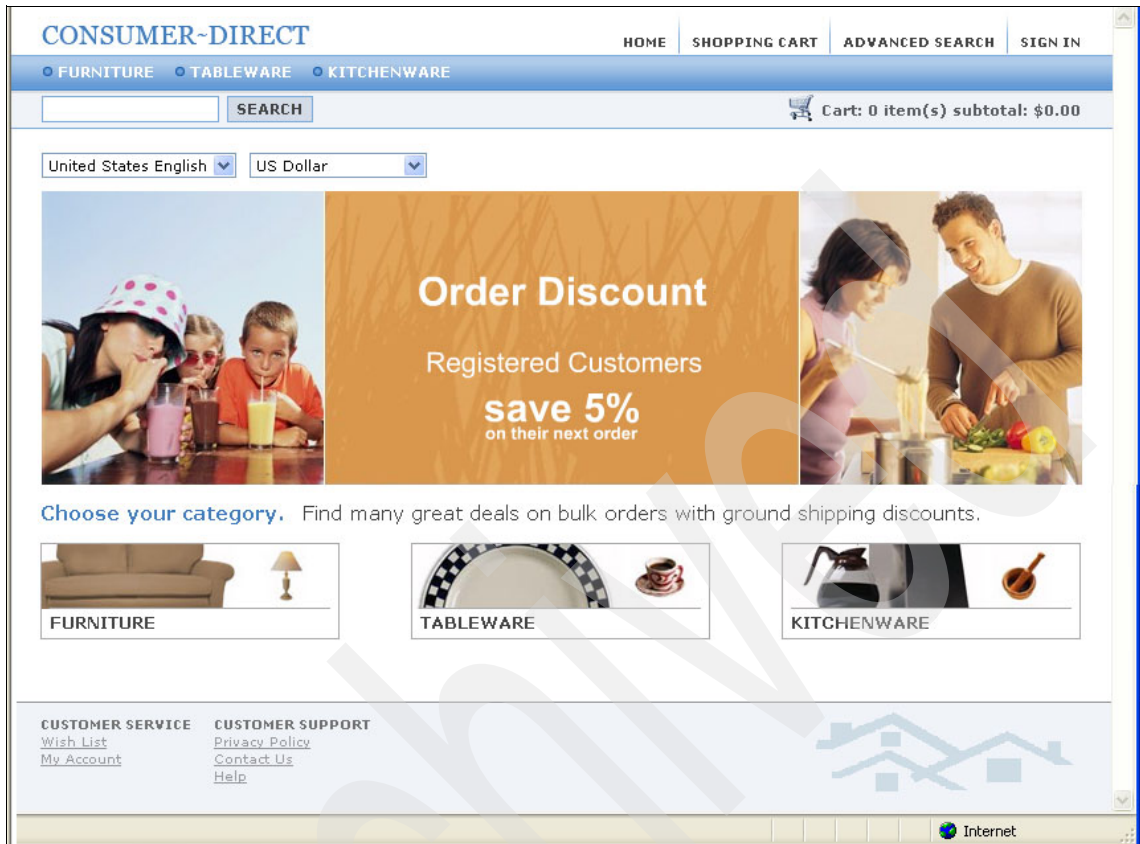 CONSUMER~DIRECT
HOME SHOPPING CART ADVANCED SEARCH SIGN IN
FURNITURE TABLEWARE KITCHENWARE
SEARCH
Cart: 0 item(s) subtotal: $0.00
United States English US Dollar
Order Discount
Registered Customers
save 5%
on their next order
Choose your category. Find many great deals on bulk orders with ground shipping discounts.
FURNITURE TABLEWARE KITCHENWARE
CUSTOMER SERVICE CUSTOMER SUPPORT
Wish List Privacy Policy
My Account Contact Us
Help
Internet